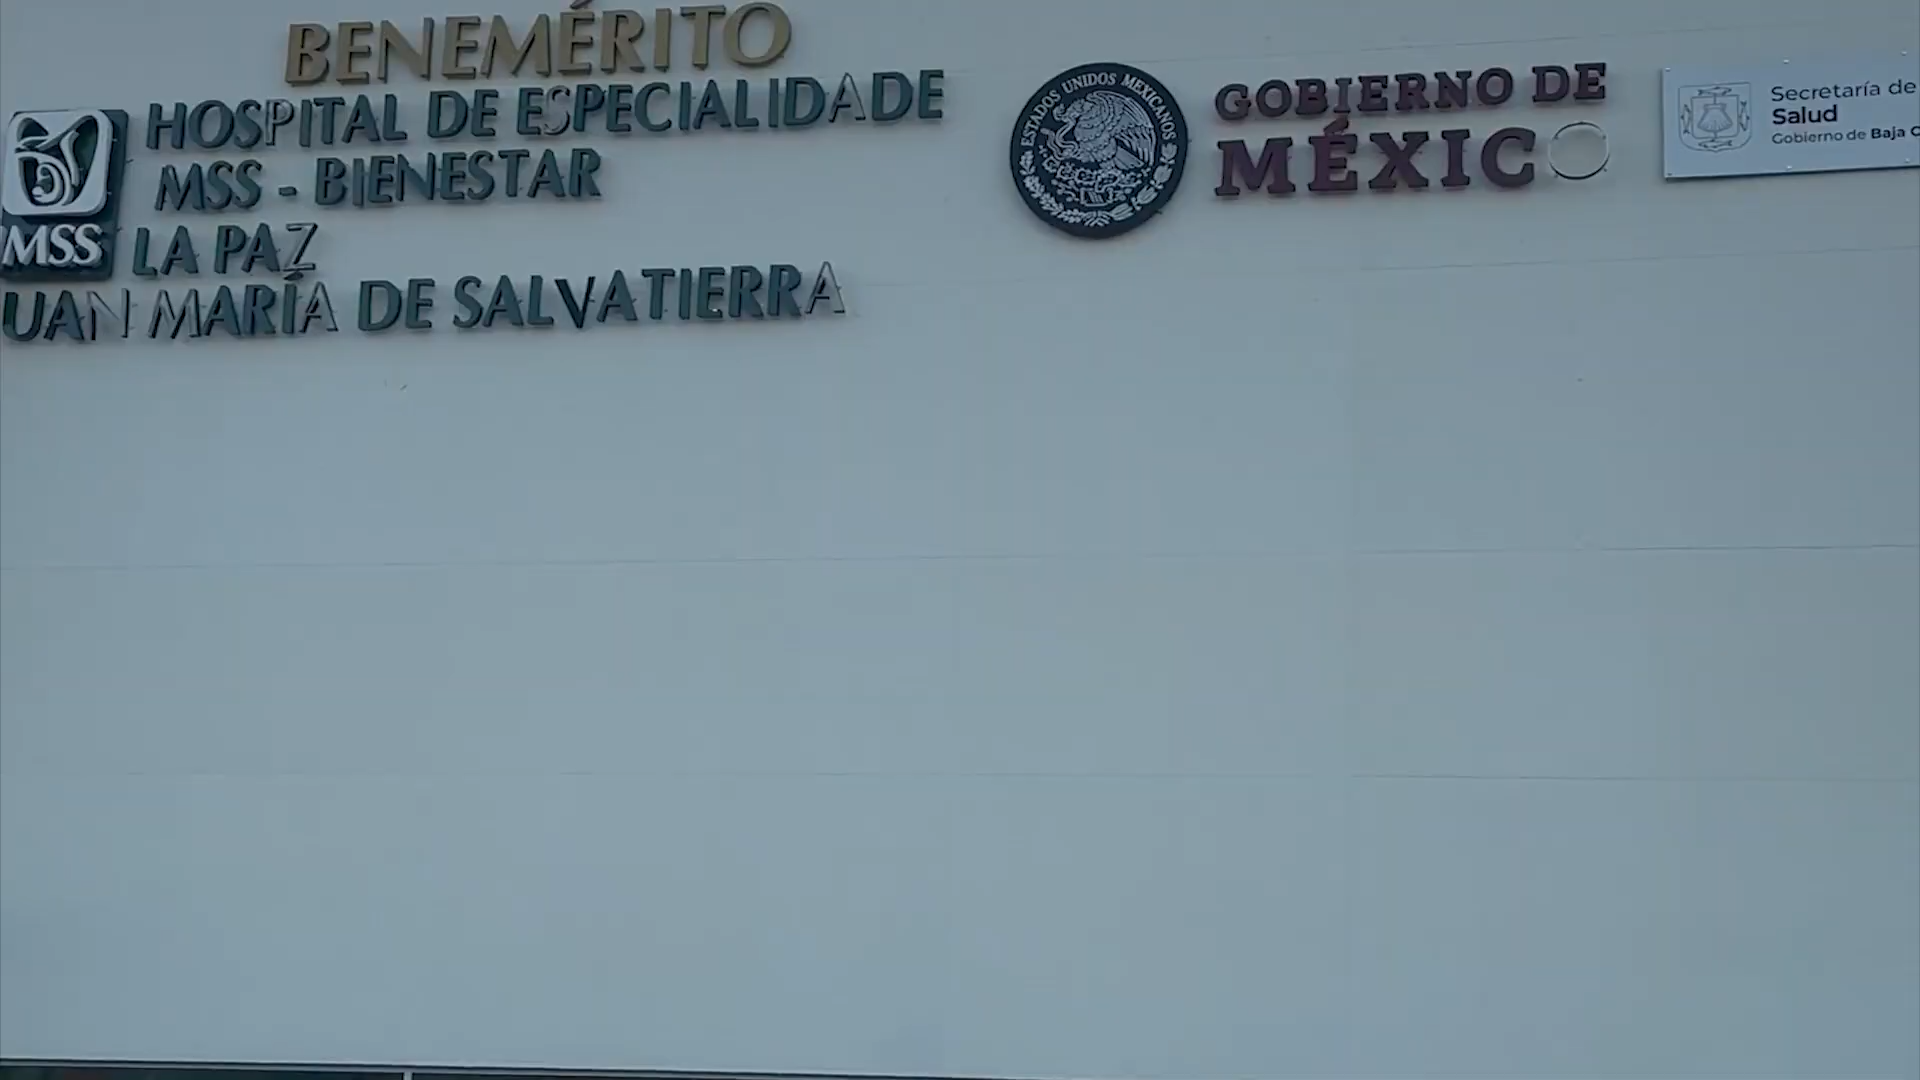 BENEMÉRITO
HOSPITAL DE ESPECIALIDADE
MSS - BIENESTAR
MSS
LA PAZ
UAN MARÍA DE SALVATIERRA
ESTADOS UNIDOS MEXICANOS
GOBIERNO DE
MÉXICO
Secretaría de
Salud
Gobierno de Baja C